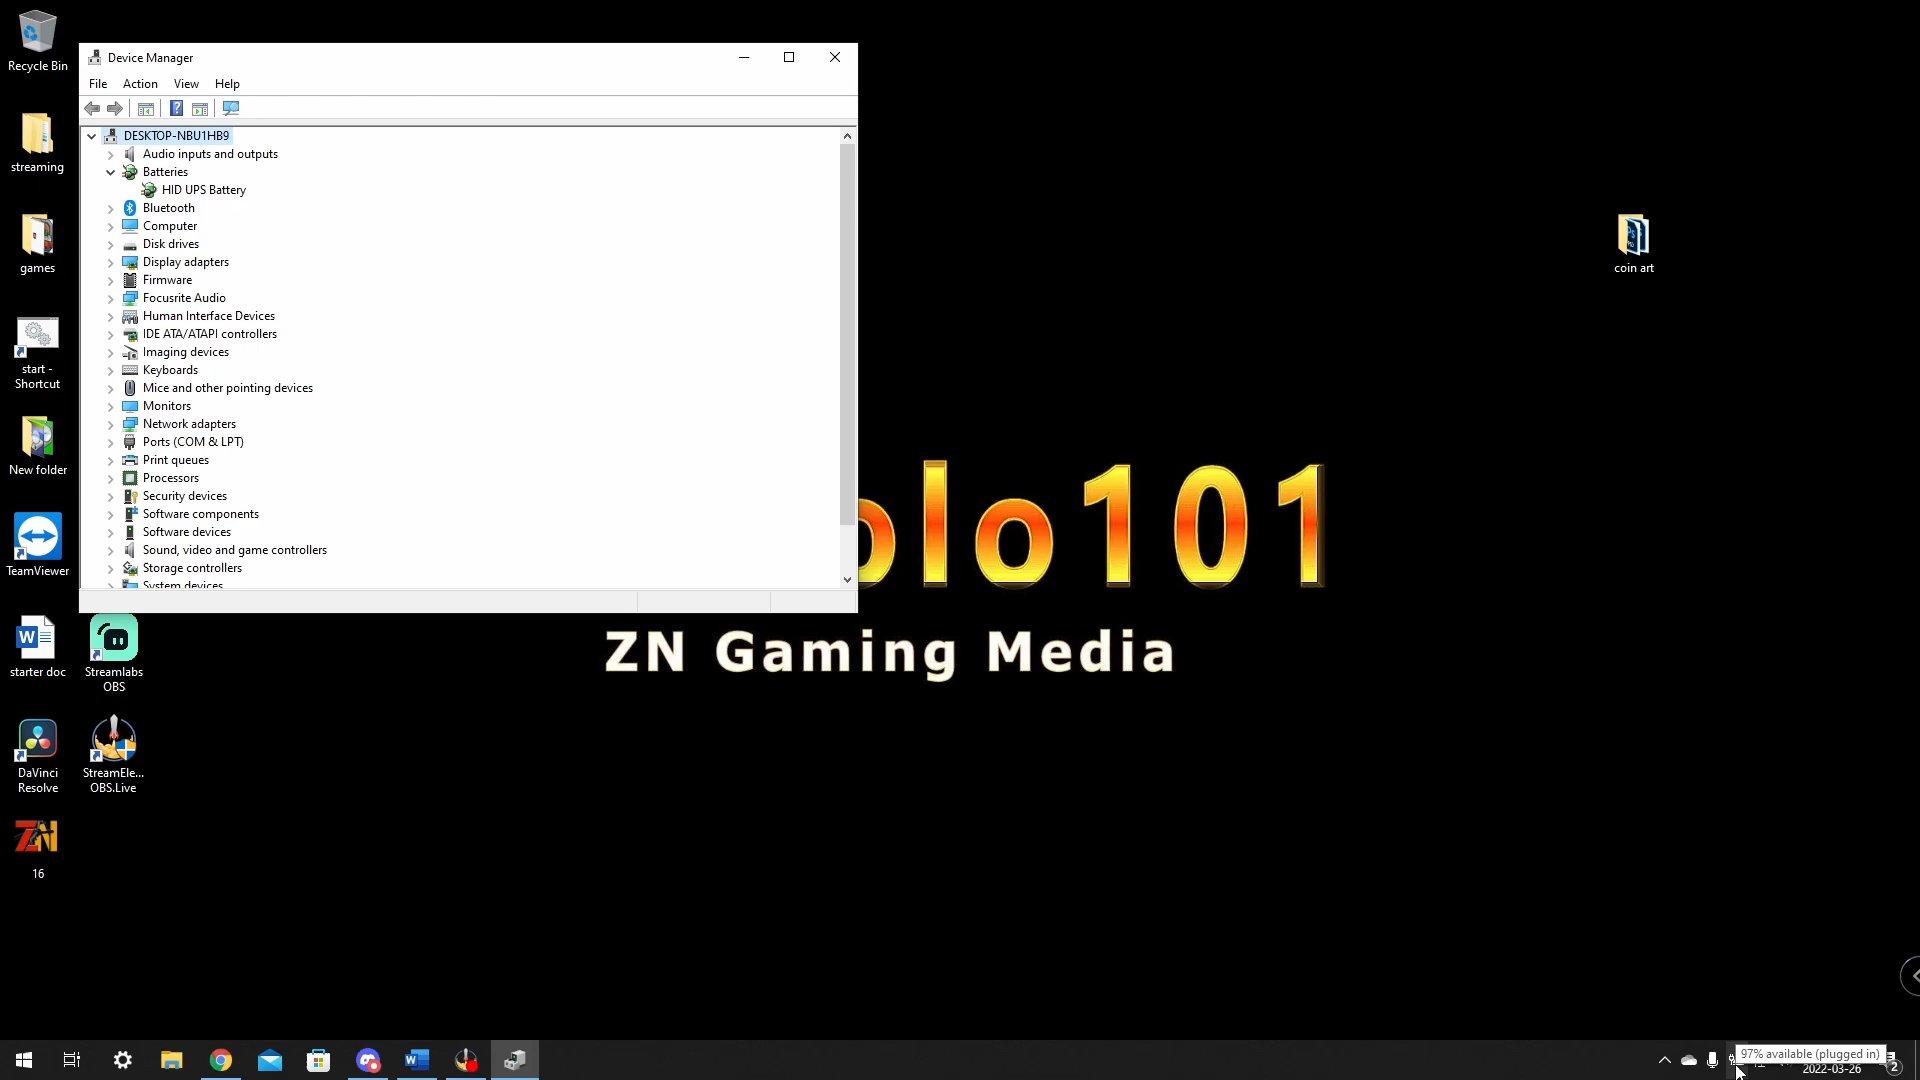 Recycle Bin
streaming
games
start -
Shortcut
New folder
TeamViewer
starter doc
DaVinci
Resolve
16
Streamlabs
OBS
StreamEle...
OBS.Live
Device Manager
File Action View Help
DESKTOP-NBU1HB9
Audio inputs and outputs
Batteries
HID UPS Battery
Bluetooth
Computer
Disk drives
Display adapters
Firmware
Focusrite Audio
Human Interface Devices
IDE ATA/ATAPI controllers
Imaging devices
Keyboards
Mice and other pointing devices
Monitors
Network adapters
Ports (COM & LPT)
Print queues
Processors
Security devices
Software components
Software devices
Sound, video and game controllers
Storage controllers
System devices
coin art
olo101
ZN Gaming Media
97% available (plugged in)
2022-03-26
2